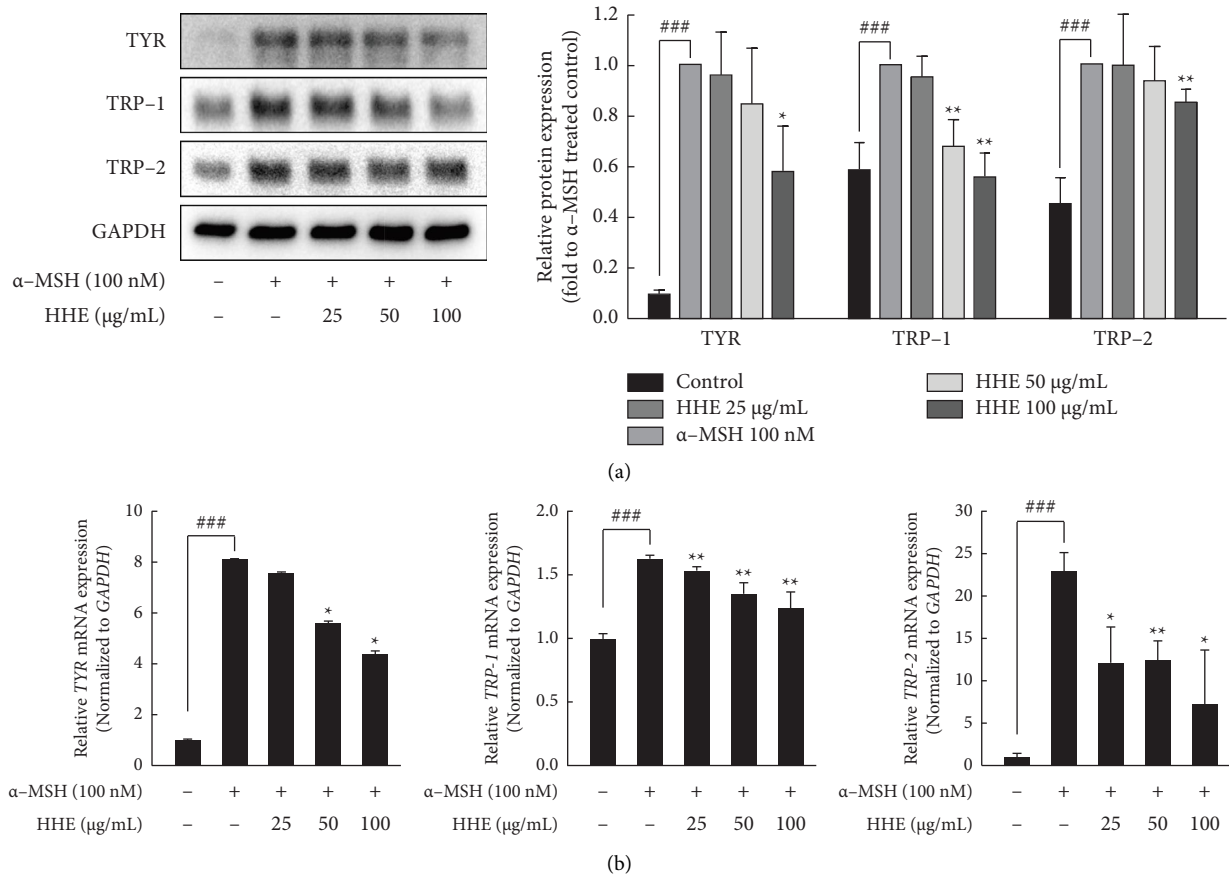 TYR
TRP–1
TRP–2
GAPDH
α–MSH (100 nM) – + + + +
HHE (μg/mL) – – 25 50 100
Relative protein expression
(fold to α–MSH treated control)
1.2
1.0
0.8
0.6
0.4
0.2
0.0
### ### ###
* ** ** **
TYR TRP–1 TRP–2
Control
HHE 25 μg/mL
α–MSH 100 nM
HHE 50 μg/mL
HHE 100 μg/mL
(a)
Relative TYR mRNA expression
(Normalized to GAPDH)
10
8
6
4
2
0
###
* *
α–MSH (100 nM) – + + + +
HHE (μg/mL) – – 25 50 100
Relative TRP-1 mRNA expression
(Normalized to GAPDH)
2.0
1.5
1.0
0.5
0.0
###
** ** **
α–MSH (100 nM) – + + + +
HHE (μg/mL) – – 25 50 100
Relative TRP-2 mRNA expression
(Normalized to GAPDH)
30
25
20
15
10
5
0
###
* ** *
α–MSH (100 nM) – + + + +
HHE (μg/mL) – – 25 50 100
(b)